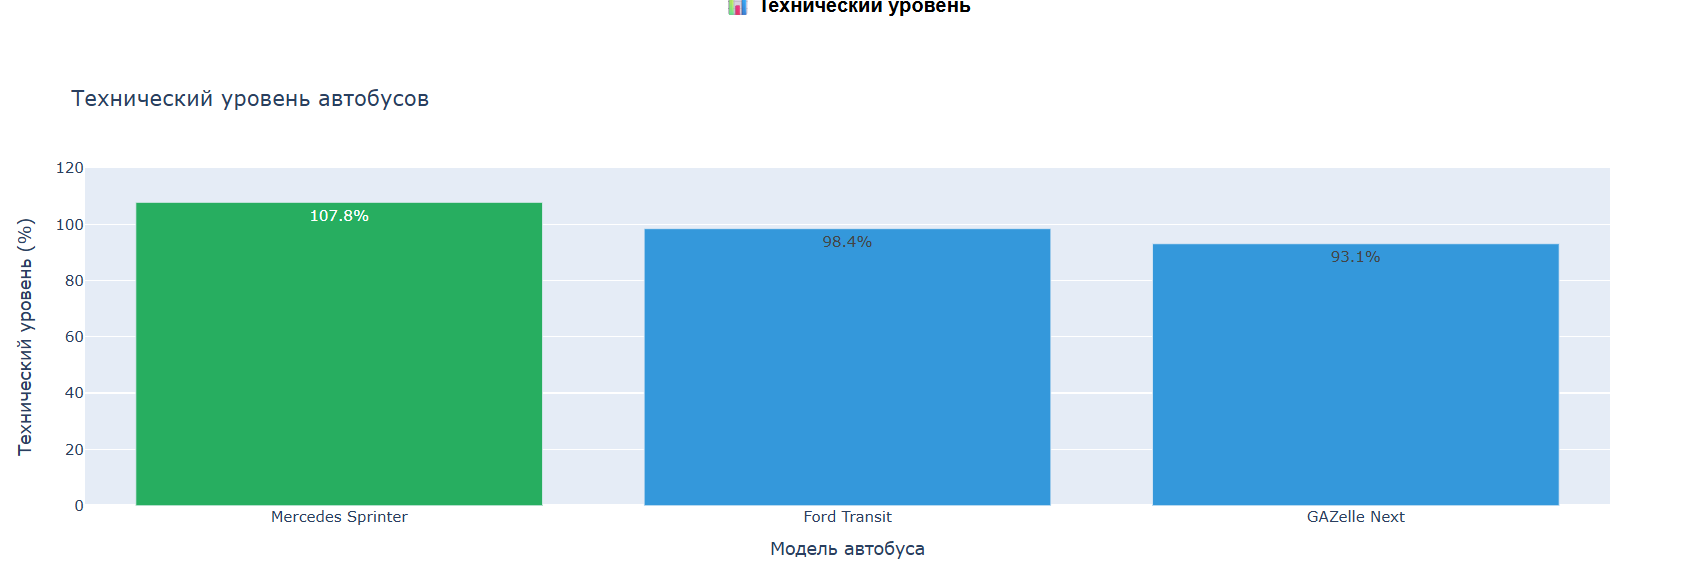 Технический уровень
Технический уровень автобусов
Технический уровень (%)
120
100
80
60
40
20
0
107.8%
98.4%
93.1%
Mercedes Sprinter
Ford Transit
GAZelle Next
Модель автобуса